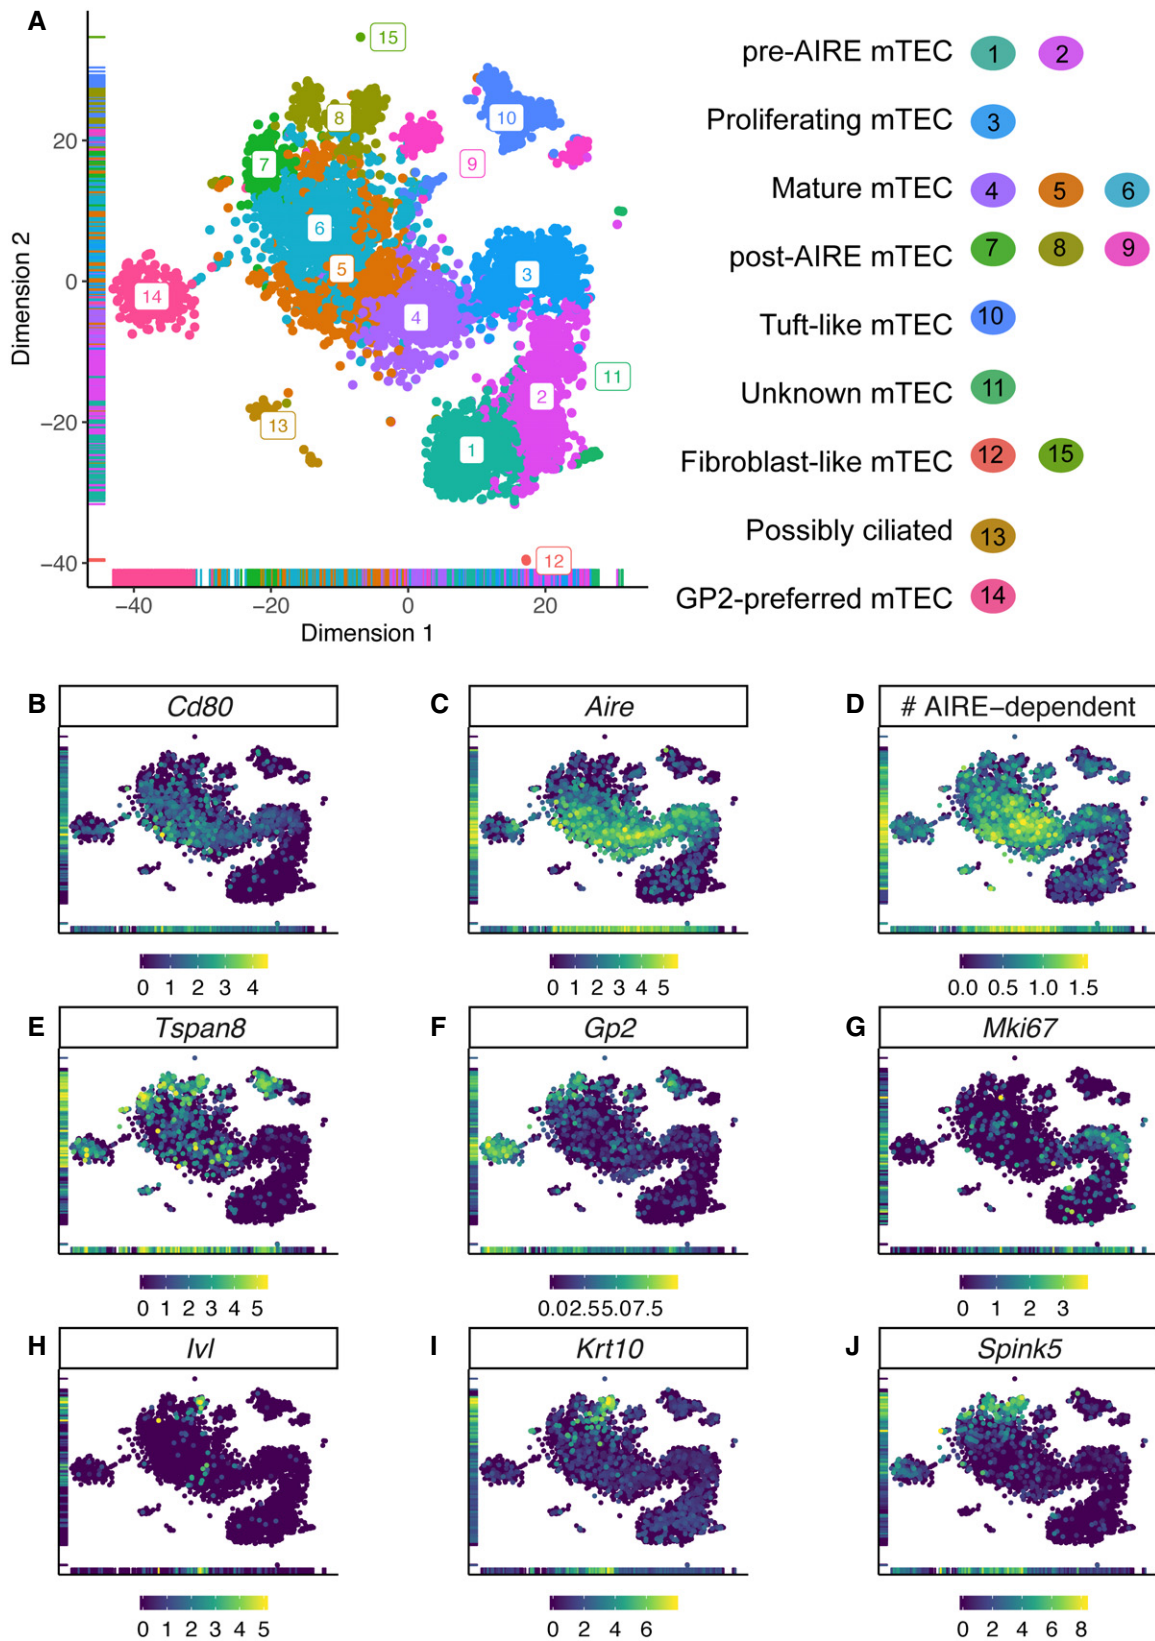 A
15
8
10
7
9
6
5
3
14
4
11
2
13
1
12
20
0
−20
−40
−40
−20
0
20
Dimension 1
Dimension 2
pre-AIRE mTEC 1 2
Proliferating mTEC 3
Mature mTEC 4 5 6
post-AIRE mTEC 7 8 9
Tuft-like mTEC 10
Unknown mTEC 11
Fibroblast-like mTEC 12 15
Possibly ciliated 13
GP2-preferred mTEC 14
B Cd80
0 1 2 3 4
C Aire
0 1 2 3 4 5
D # AIRE−dependent
0.0 0.5 1.0 1.5
E Tspan8
0 1 2 3 4 5
F Gp2
0.02.55.07.5
G Mki67
0 1 2 3
H Ivl
0 1 2 3 4 5
I Krt10
0 2 4 6
J Spink5
0 2 4 6 8